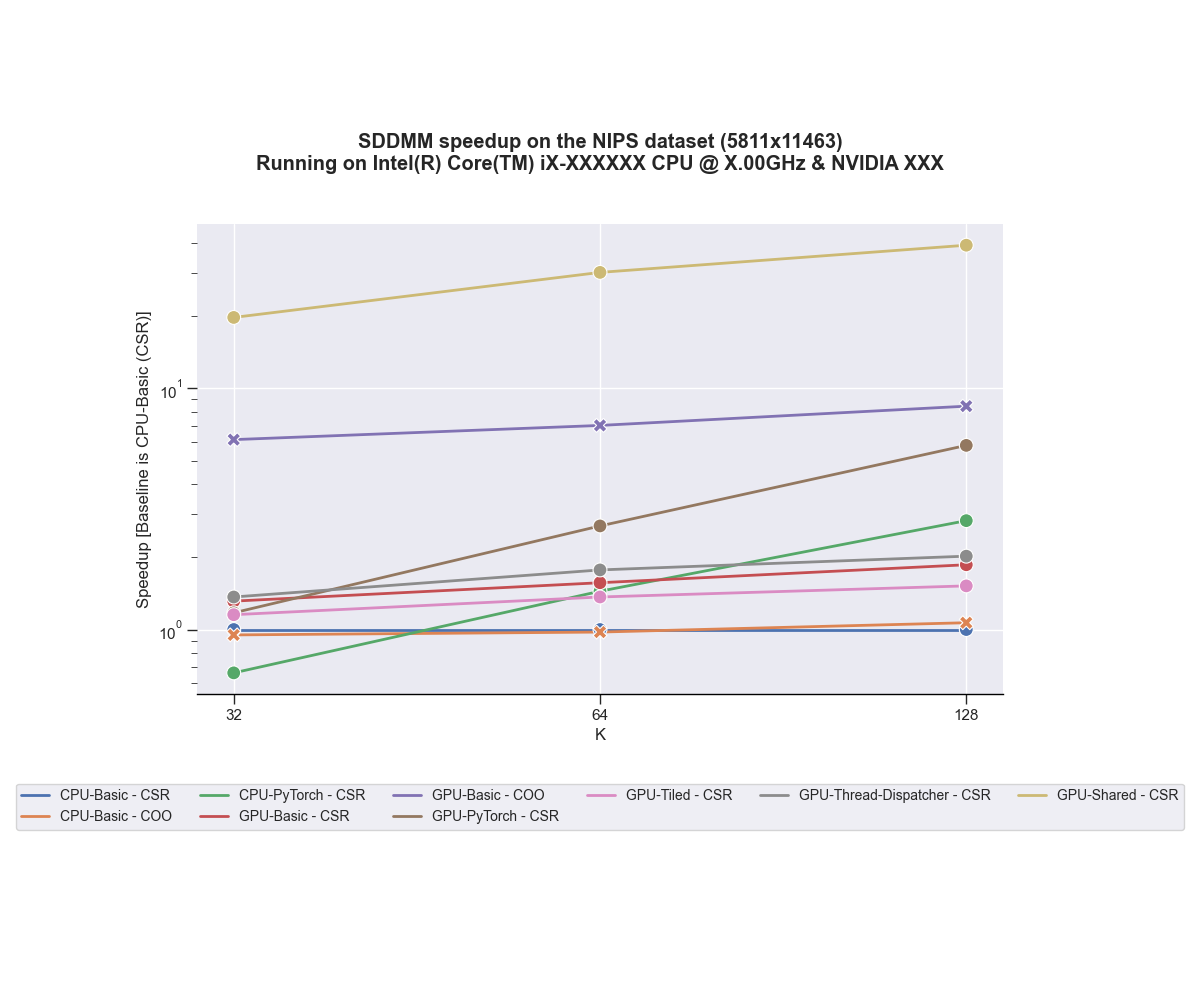 SDDMM speedup on the NIPS dataset (5811x11463)
Running on Intel(R) Core(TM) iX-XXXXXX CPU @ X.00GHz & NVIDIA XXX
Speedup [Baseline is CPU-Basic (CSR)]
10^1
10^0
32 64 128
K
CPU-Basic - CSR CPU-PyTorch - CSR GPU-Basic - COO GPU-Tiled - CSR GPU-Thread-Dispatcher - CSR GPU-Shared - CSR
CPU-Basic - COO GPU-Basic - CSR GPU-PyTorch - CSR